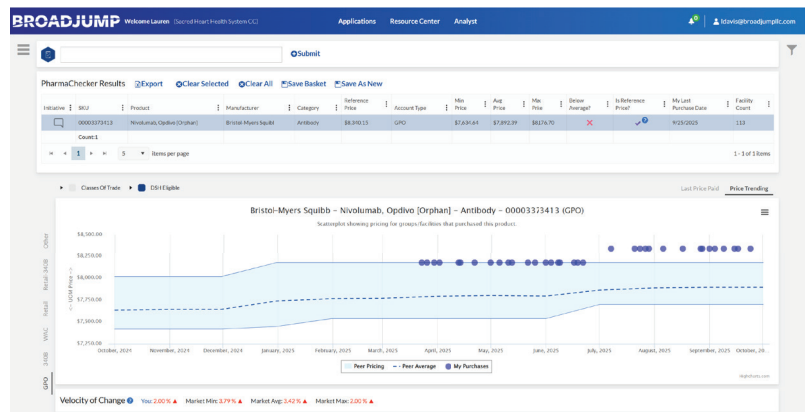 BROADJUMP Welcome Lauren (Sacred Heart Health System CC) Applications Resource Center Analyst ldavis@broadjumpllc.com
Submit
PharmaChecker Results Export Clear Selected Clear All Save Basket Save As New
Initiative SKU Product Manufacturer Category Reference Price Account Type Min Price Avg Price Max Price Below Average? Is Reference Price? My Last Purchase Date Facility Count
00003373413 Nivolumab, Opdivo [Orphan] Bristol-Myers Squibb Antibody $8,340.15 GPO $7,634.64 $7,892.39 $8176.70 9/25/2025 113
Count:1
1 5 items per page 1 - 1 of 1 items
Classes Of Trade DSH Eligible Last Price Paid Price Trending
Bristol-Myers Squibb - Nivolumab, Opdivo [Orphan] - Antibody - 00003373413 (GPO)
Scatterplot showing pricing for groups/facilities that purchased this product.
Other
Retail-340B
Retail
WAC
340B
GPO
<- UOM Price ->
$8,500.00
$8,250.00
$8,000.00
$7,750.00
$7,500.00
$7,250.00
October, 2024 November, 2024 December, 2024 January, 2025 February, 2025 March, 2025 April, 2025 May, 2025 June, 2025 July, 2025 August, 2025 September, 2025 October, 20...
Peer Pricing Peer Average My Purchases
Highcharts.com
Velocity of Change You: 2.00 % Market Min: 3.79 % Market Avg: 3.42 % Market Max: 2.00 %